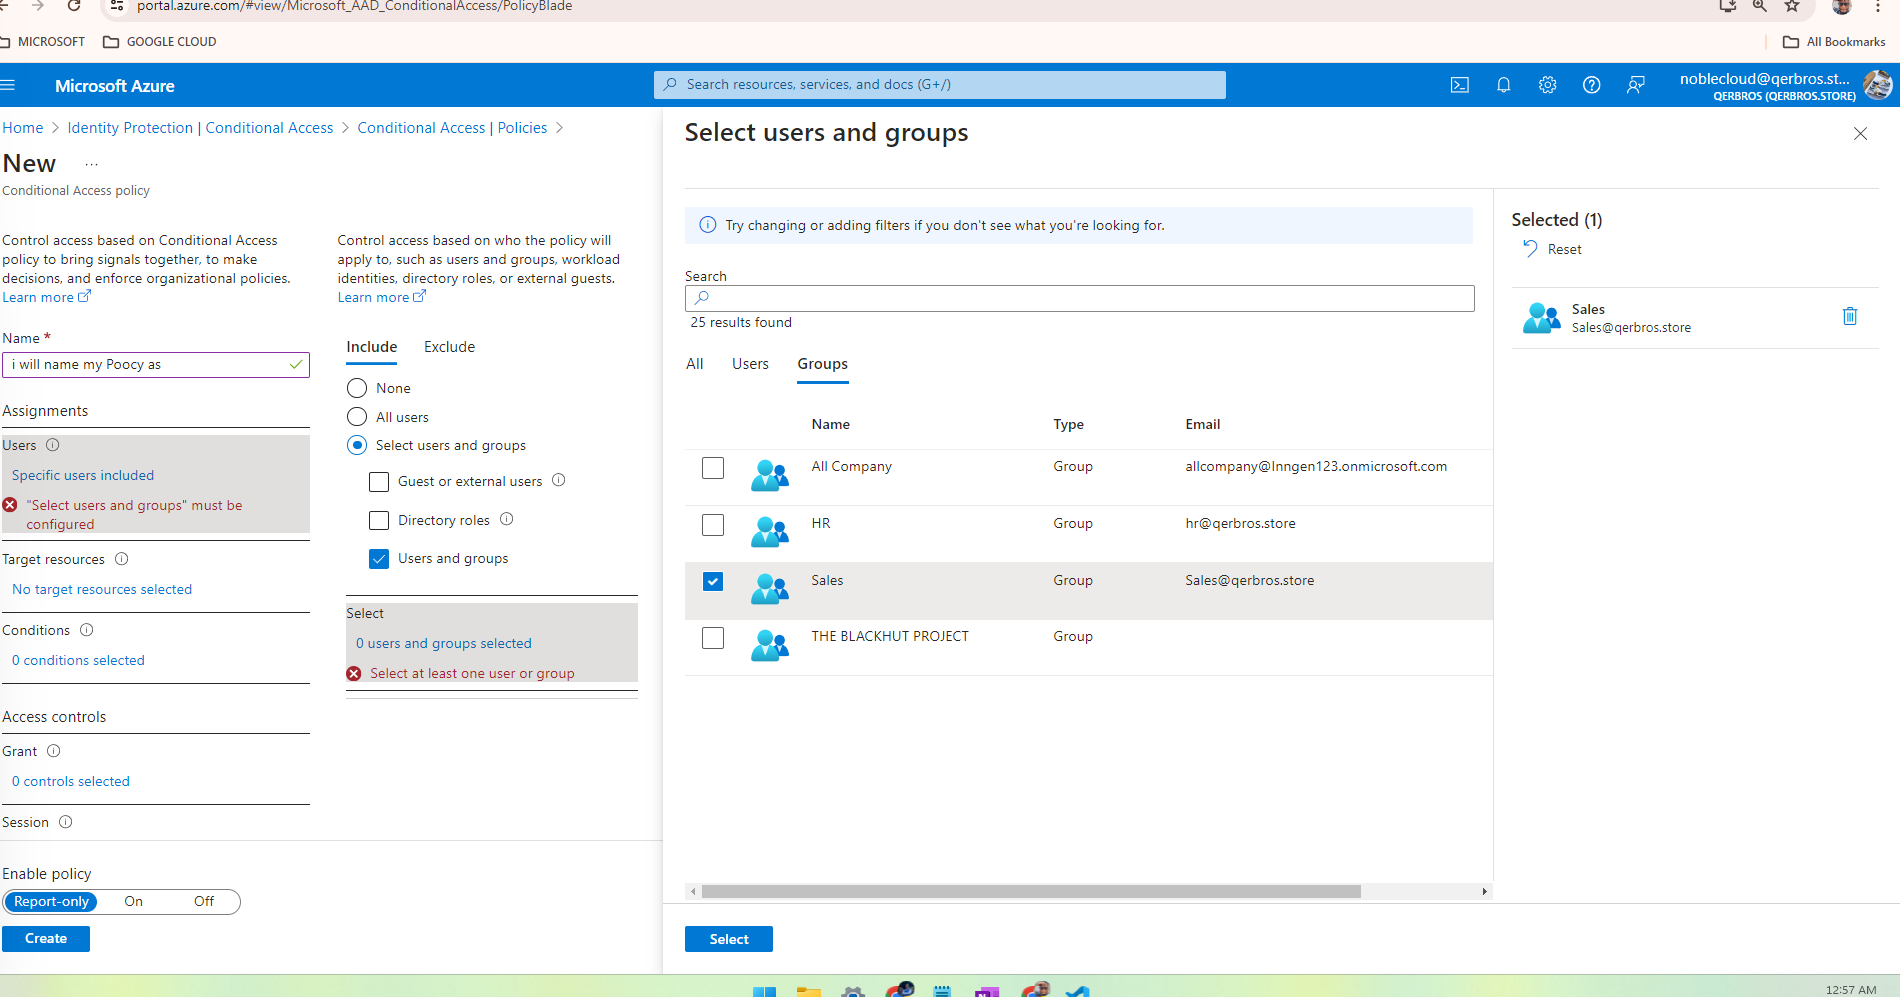 portal.azure.com/#view/Microsoft_AAD_ConditionalAccess/PolicyBlade
MICROSOFT
GOOGLE CLOUD
All Bookmarks
Microsoft Azure
Search resources, services, and docs (G+/)
noblecloud@qerbros.st...
QERBROS (QERBROS.STORE)
Home > Identity Protection | Conditional Access > Conditional Access | Policies >
New ...
Conditional Access policy
Control access based on Conditional Access
policy to bring signals together, to make
decisions, and enforce organizational policies.
Learn more
Name *
i will name my Poocy as
Assignments
Users
Specific users included
"Select users and groups" must be
configured
Target resources
No target resources selected
Conditions
0 conditions selected
Access controls
Grant
0 controls selected
Session
Enable policy
Report-only On Off
Create
Control access based on who the policy will
apply to, such as users and groups, workload
identities, directory roles, or external guests.
Learn more
Include Exclude
None
All users
Select users and groups
Guest or external users
Directory roles
Users and groups
Select
0 users and groups selected
Select at least one user or group
Select users and groups
Try changing or adding filters if you don't see what you're looking for.
Search
25 results found
All Users Groups
Name Type Email
All Company Group allcompany@Inngen123.onmicrosoft.com
HR Group hr@qerbros.store
Sales Group Sales@qerbros.store
THE BLACKHUT PROJECT Group
Select
Selected (1)
Reset
Sales
Sales@qerbros.store
12:57 AM